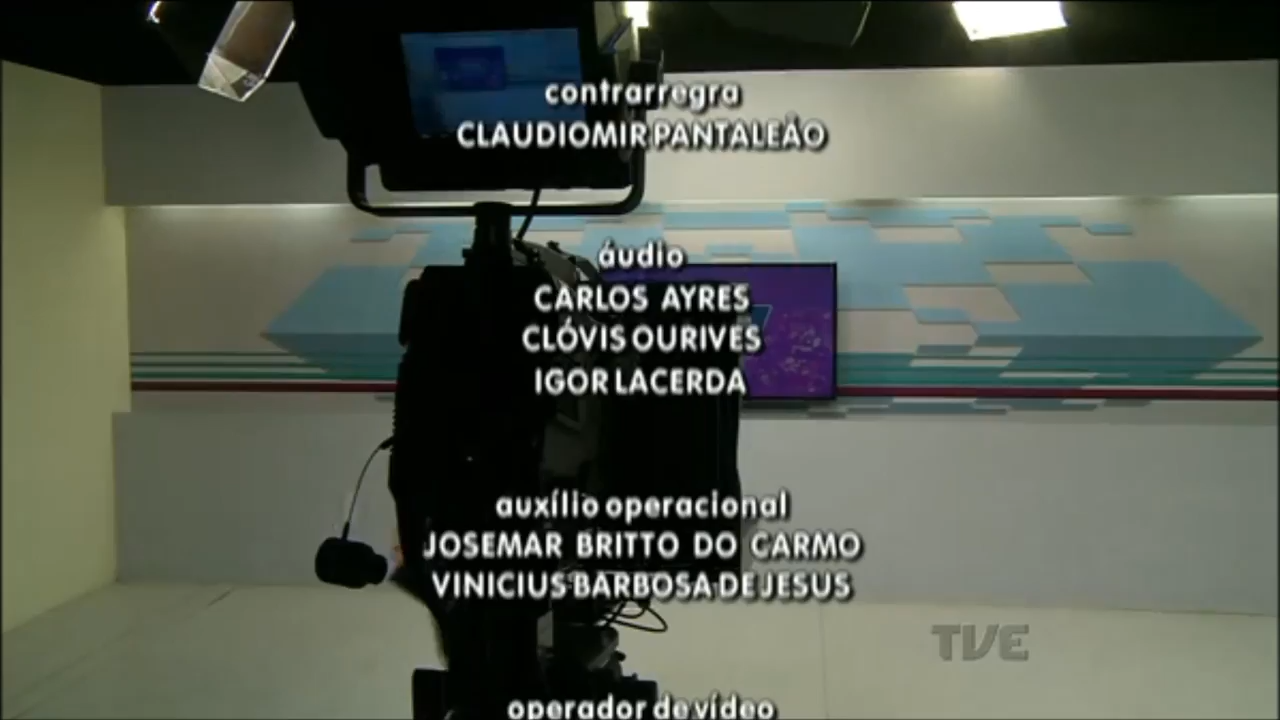 contrarregra
CLAUDIOMIR PANTALEÃO
áudio
CARLOS AYRES
CLÓVIS OURIVES
IGOR LACERDA
auxílio operacional
JOSEMAR BRITTO DO CARMO
VINICIUS BARBOSA DE JESUS
TVE
operador de vídeo